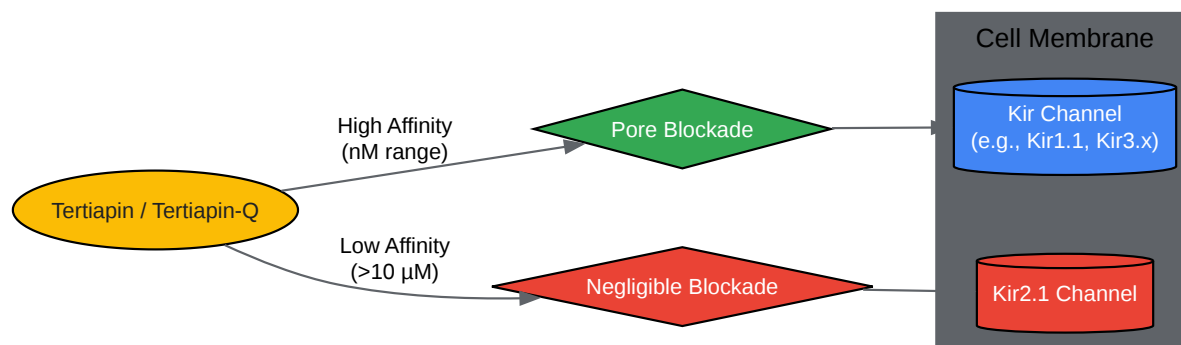 Cell Membrane
Kir Channel
(e.g., Kir1.1, Kir3.x)
High Affinity
(nM range)
Pore Blockade
Tertiapin / Tertiapin-Q
Low Affinity
(>10 µM)
Negligible Blockade
Kir2.1 Channel